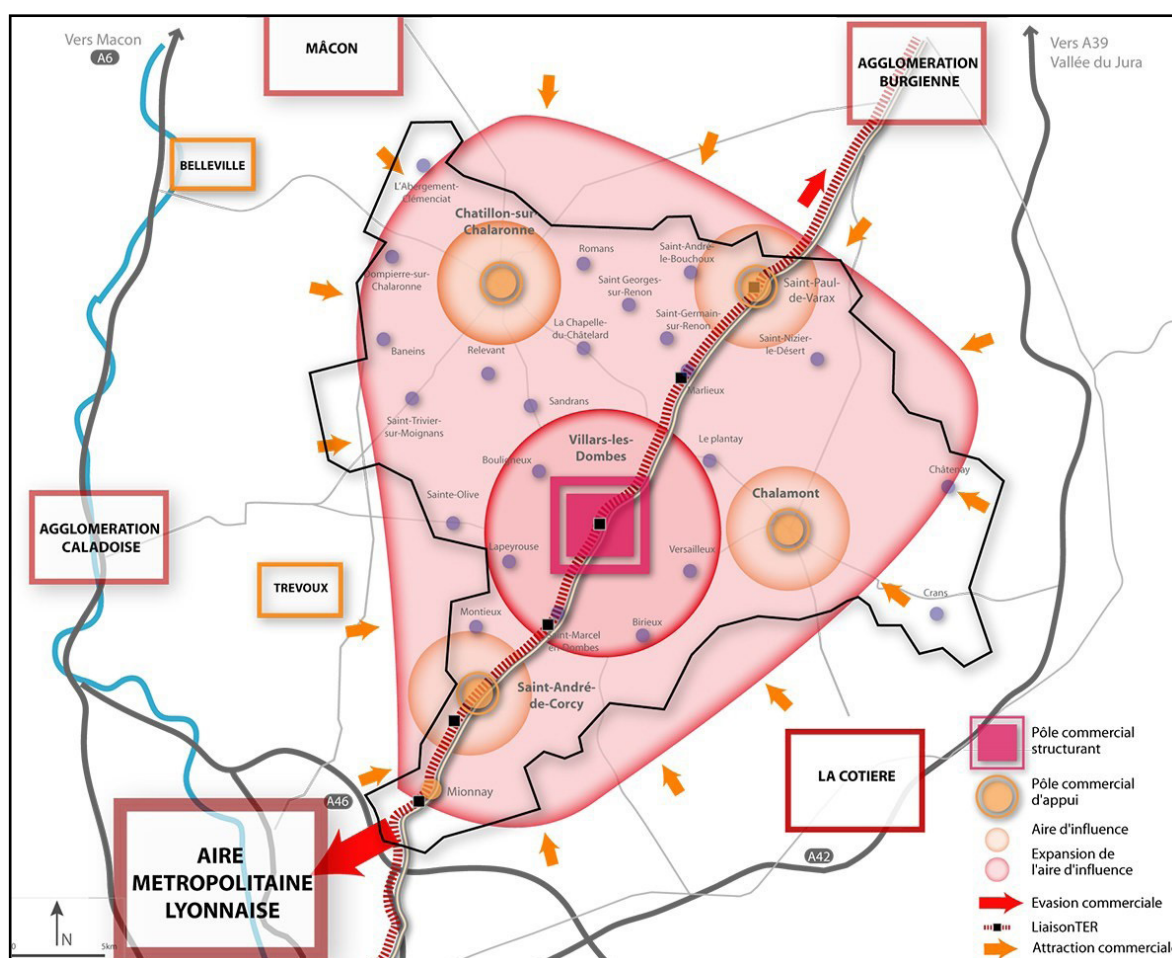 Vers Macon
A6
MÂCON
AGGLOMERATION
BURGIENNE
Vers A39
Vallée du Jura
BELLEVILLE
L'Abergement-
Clémenciat
Chatillon-sur-
Chalaronne
Romans
Saint-André-
le-Bouchoux
Dompierre-sur-
Chalaronne
Saint Georges-
sur-Renon
Saint-Paul-
de-Varax
La Chapelle-
du-Châtelard
Saint-Germain-
sur-Renon
Saint-Nizier-
le-Désert
Baneins
Relevant
Marlieux
Saint-Trivier-
sur-Moignans
Sandrans
Villars-les-
Dombes
Le plantay
Bouligneux
Châtenay
Sainte-Olive
Chalamont
AGGLOMERATION
CALADOISE
Lapeyrouse
Versailleux
TREVOUX
Montieux
Saint-Marcel
en-Dombes
Birieux
Crans
Saint-André-
de-Corcy
Mionnay
A46
LA COTIERE
A42
AIRE
METROPOLITAINE
LYONNAISE
Pôle commercial
structurant
Pôle commercial
d'appui
Aire d'influence
Expansion de
l'aire d'influence
Evasion commerciale
LiaisonTER
Attraction commerciale
N
0
5km